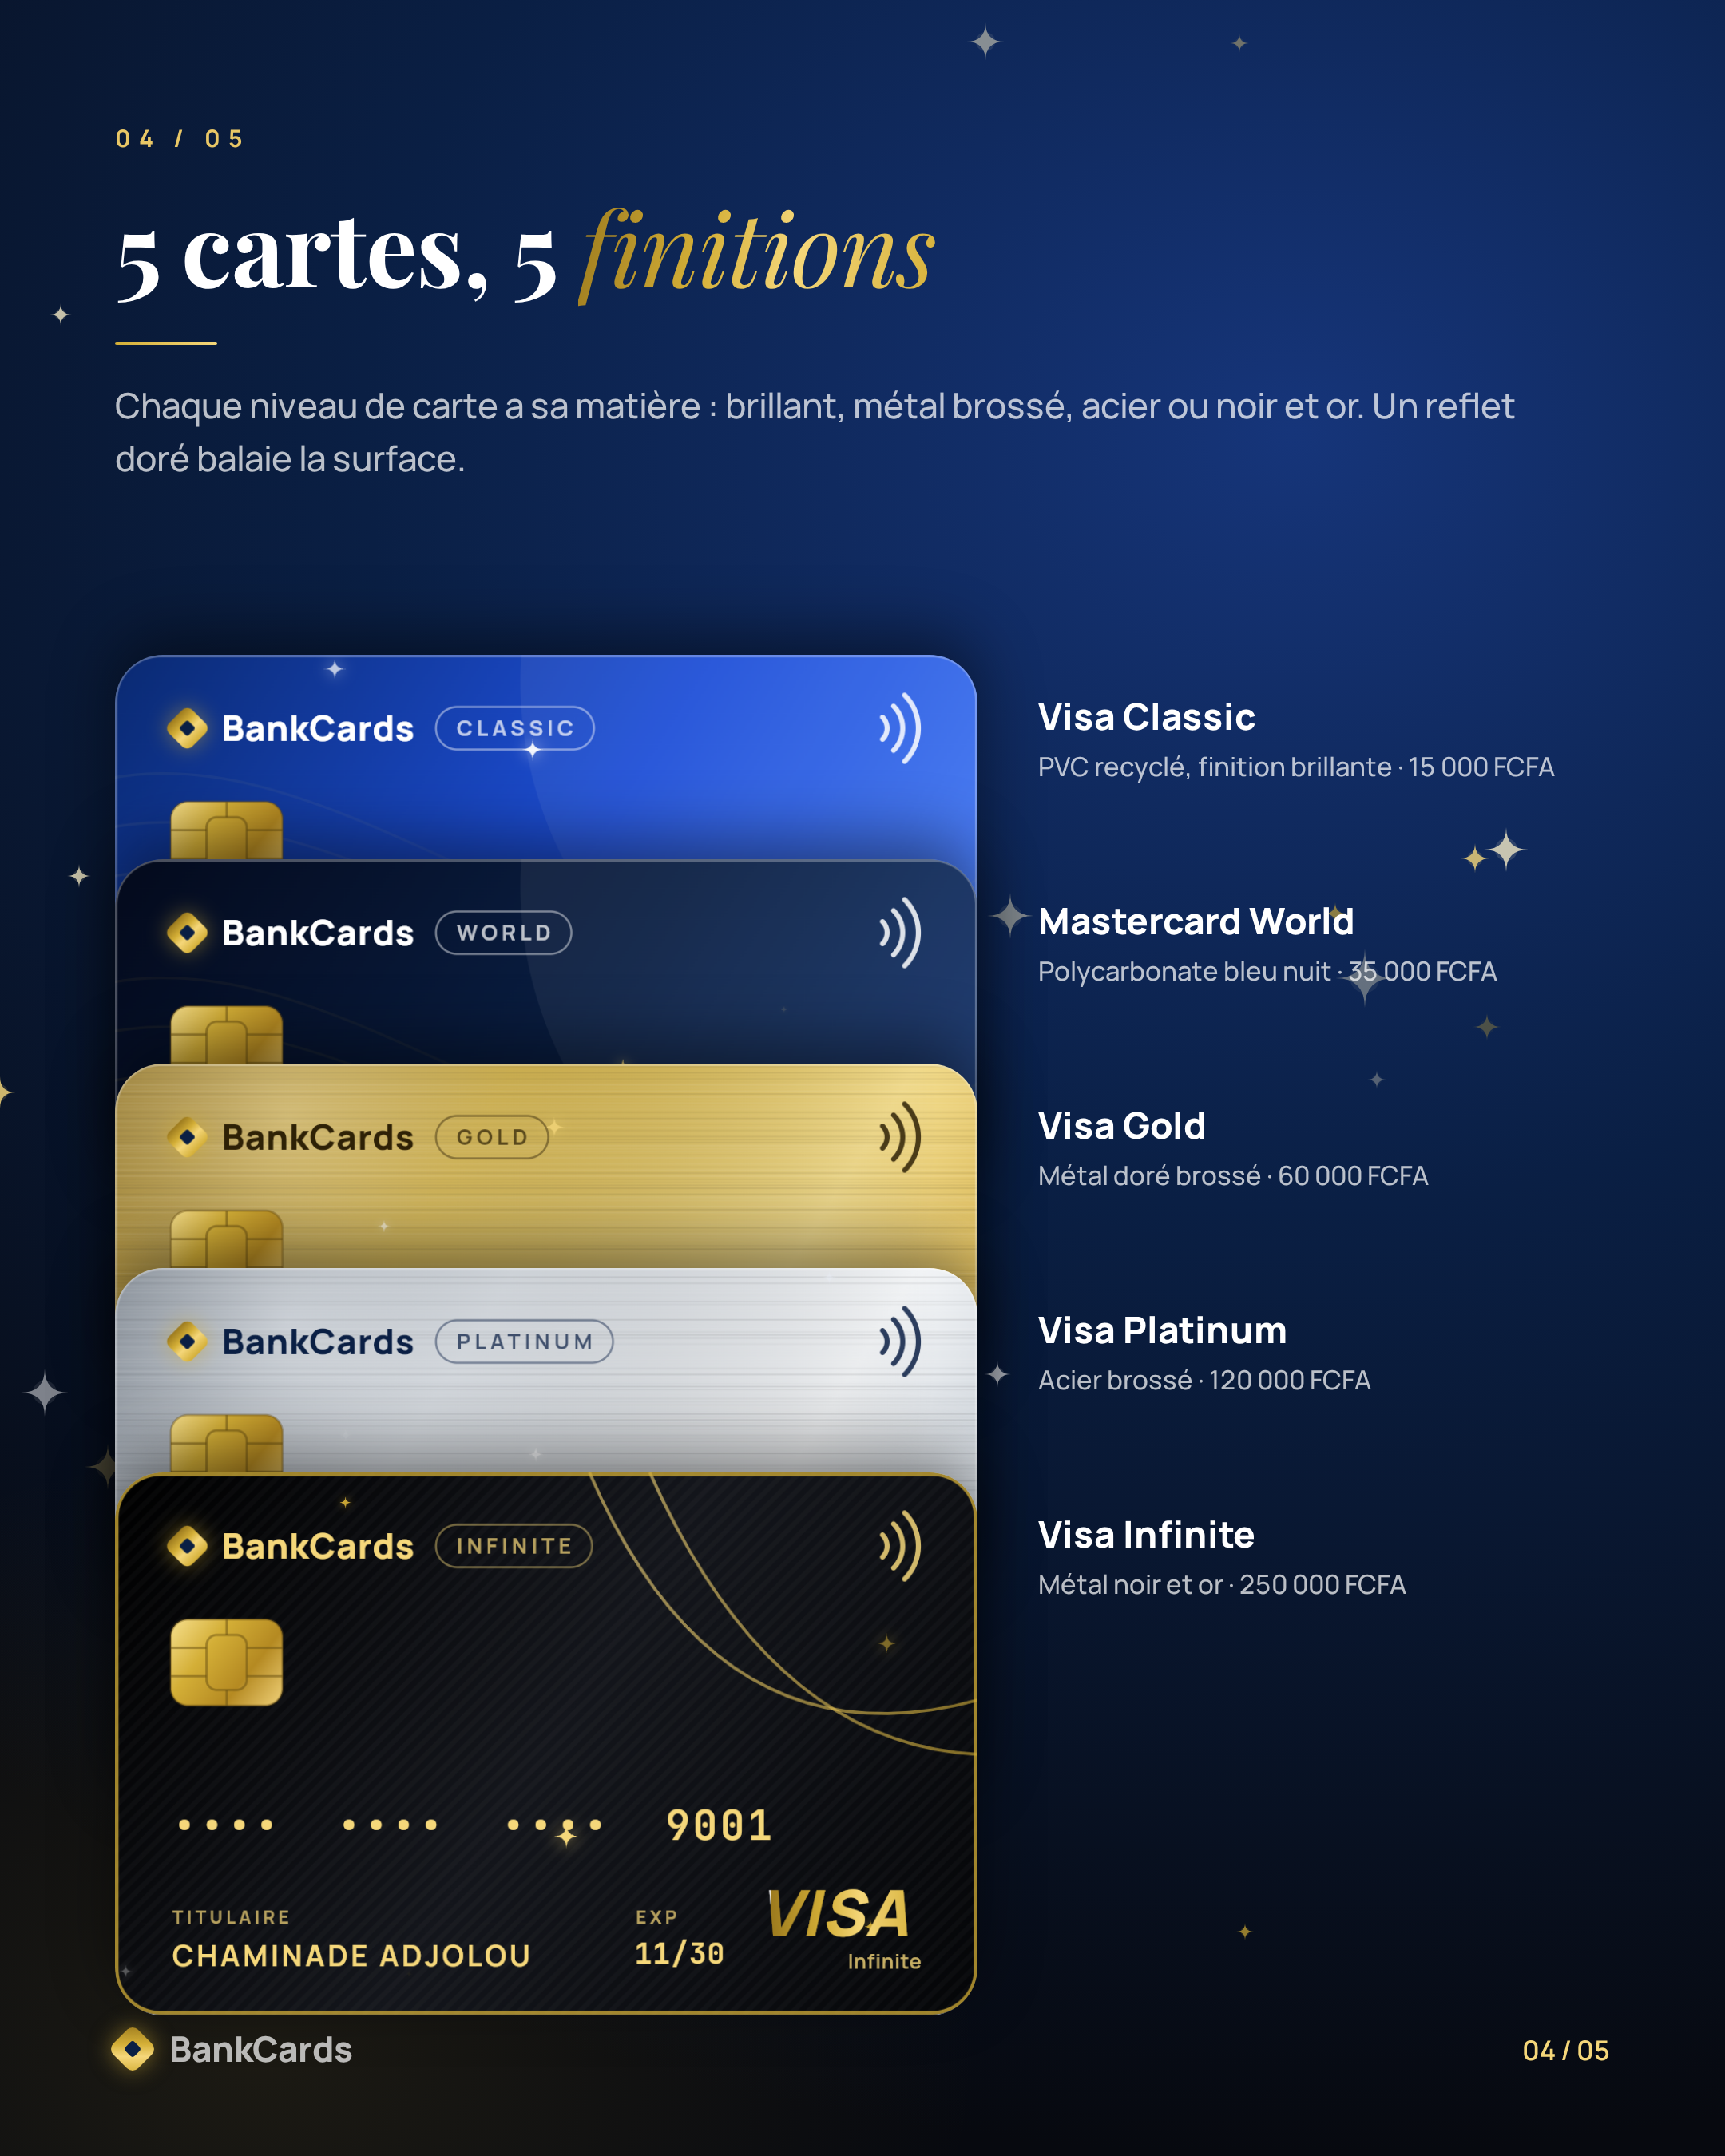 04 / 05
5 cartes, 5 finitions
Chaque niveau de carte a sa matière : brillant, métal brossé, acier ou noir et or. Un reflet
doré balaie la surface.
BankCards CLASSIC
Visa Classic
PVC recyclé, finition brillante · 15 000 FCFA
BankCards WORLD
Mastercard World
Polycarbonate bleu nuit · 35 000 FCFA
BankCards GOLD
Visa Gold
Métal doré brossé · 60 000 FCFA
BankCards PLATINUM
Visa Platinum
Acier brossé · 120 000 FCFA
BankCards INFINITE
Visa Infinite
Métal noir et or · 250 000 FCFA
•••• •••• •••• 9001
TITULAIRE
CHAMINADE ADJOLOU
EXP
11/30
VISA
Infinite
BankCards
04 / 05